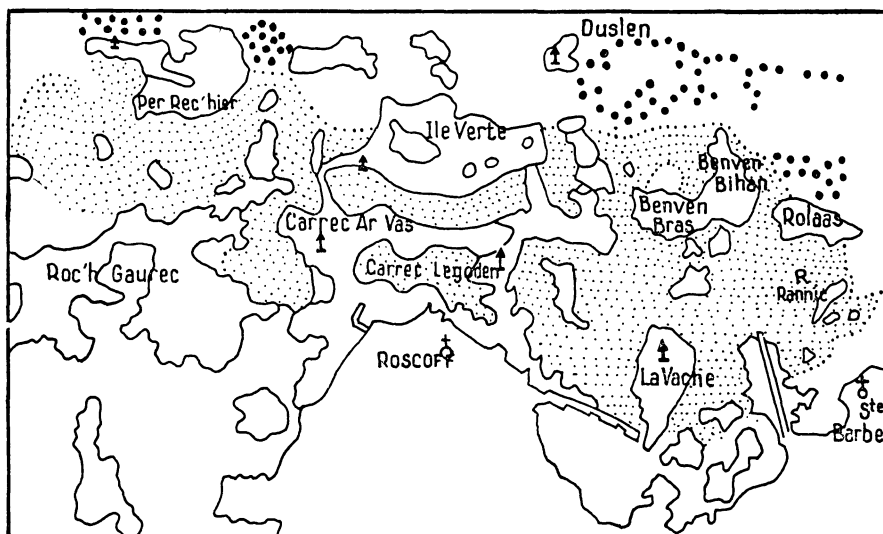 Duslen
Per Rec'hier
Ile Verte
Benven
Bihan
Benven
Bras
Rolaas
Carrec Ar Vas
Roc'h Gaurec
Carrec Legoden
R.
Rannic
Roscoff
La Vache
Ste
Barbe